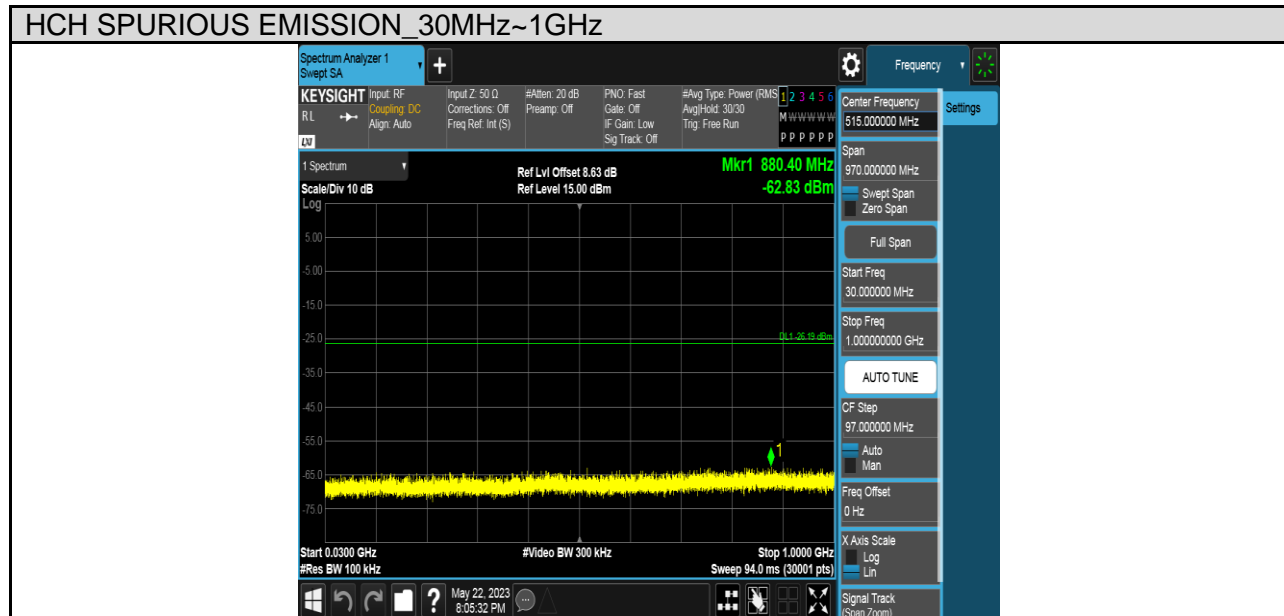 HCH SPURIOUS EMISSION_30MHz~1GHz
Spectrum Analyzer 1
Swept SA
+
Frequency
KEYSIGHT Input: RF Input Z: 50 Ω #Atten: 20 dB PNO: Fast #Avg Type: Power (RMS 1 2 3 4 5 6
RL Coupling: DC Corrections: Off Preamp: Off Gate: Off Avg|Hold: 30/30 M W W W W W
Align: Auto Freq Ref: Int (S) IF Gain: Low Trig: Free Run
LXI Sig Track: Off P P P P P P
1 Spectrum
Ref Lvl Offset 8.63 dB
Mkr1 880.40 MHz
Scale/Div 10 dB
Ref Level 15.00 dBm
-62.83 dBm
Log
5.00
-5.00
-15.0
-25.0
DL1 -26.19 dBm
-35.0
-45.0
-55.0
1
-65.0
-75.0
Start 0.0300 GHz #Video BW 300 kHz Stop 1.0000 GHz
#Res BW 100 kHz Sweep 94.0 ms (30001 pts)
?
May 22, 2023
8:05:32 PM
Center Frequency
515.000000 MHz
Settings
Span
970.000000 MHz
Swept Span
Zero Span
Full Span
Start Freq
30.000000 MHz
Stop Freq
1.000000000 GHz
AUTO TUNE
CF Step
97.000000 MHz
Auto
Man
Freq Offset
0 Hz
X Axis Scale
Log
Lin
Signal Track
(Span Zoom)